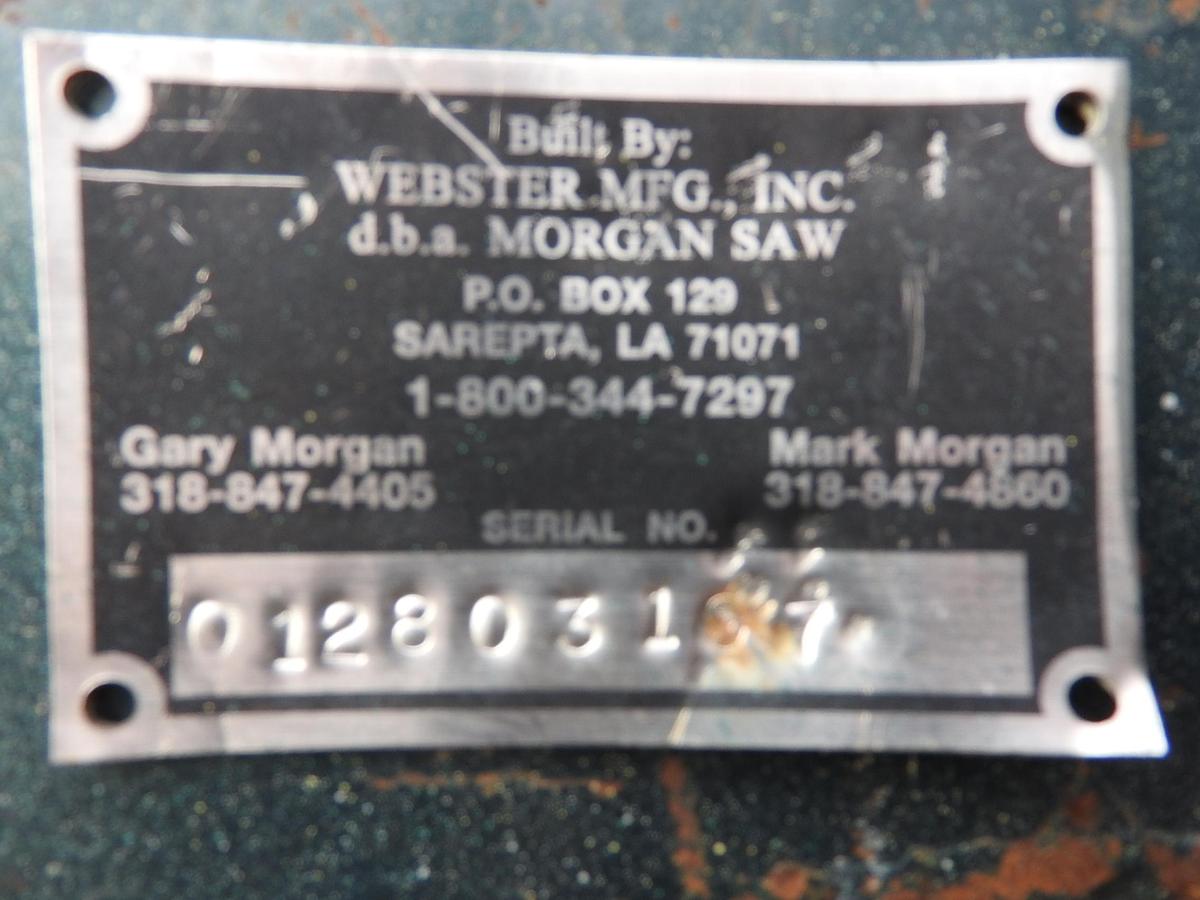 Built By:
WEBSTER MFG., INC.
d.b.a. MORGAN SAW
P.O. BOX 129
SAREPTA, LA 71071
1-800-344-7297
Gary Morgan
318-847-4405
Mark Morgan
318-847-4860
SERIAL NO.